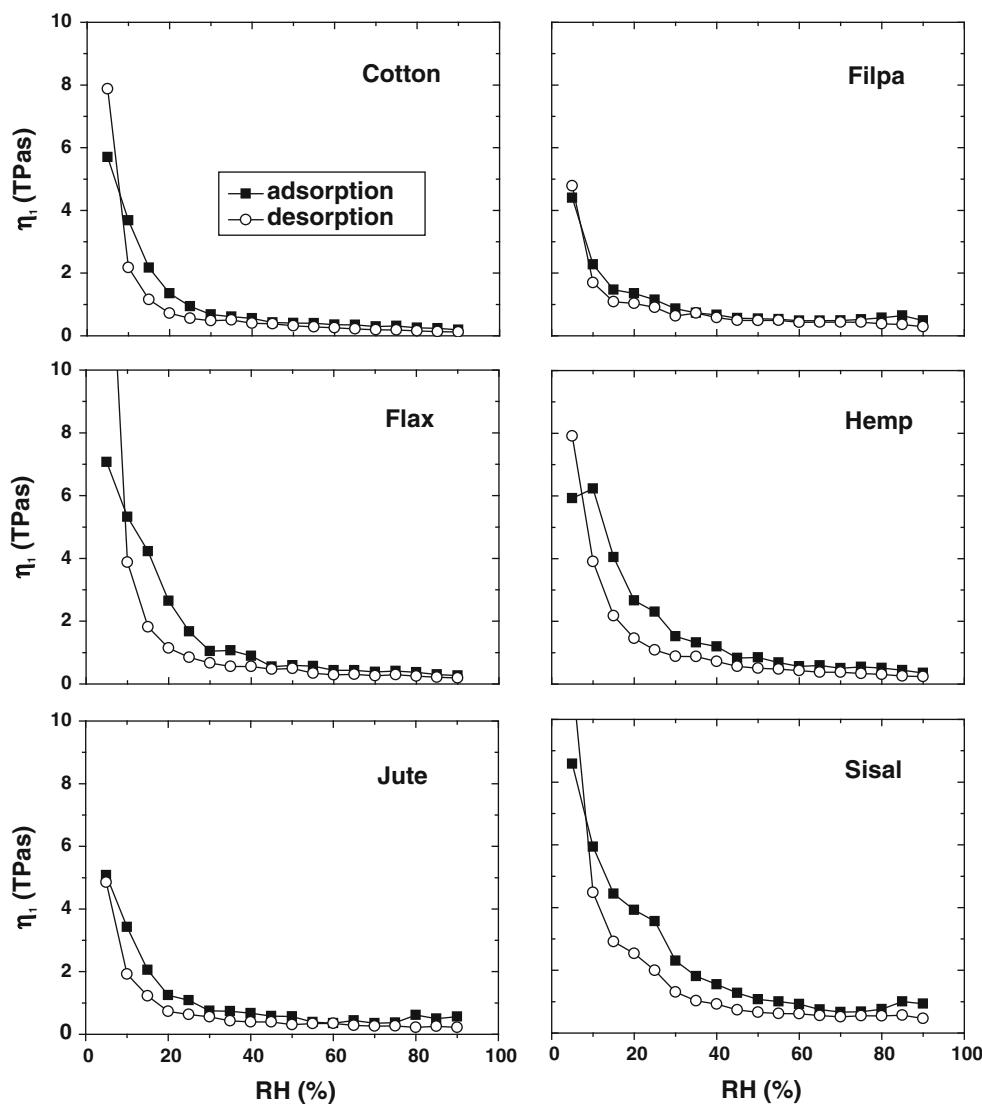 10
8
6
4
2
0
η₁ (TPas)
Cotton
adsorption
desorption
Filpa
10
8
6
4
2
0
η₁ (TPas)
Flax
Hemp
10
8
6
4
2
0
η₁ (TPas)
Jute
Sisal
0 20 40 60 80 100
RH (%)
0 20 40 60 80 100
RH (%)